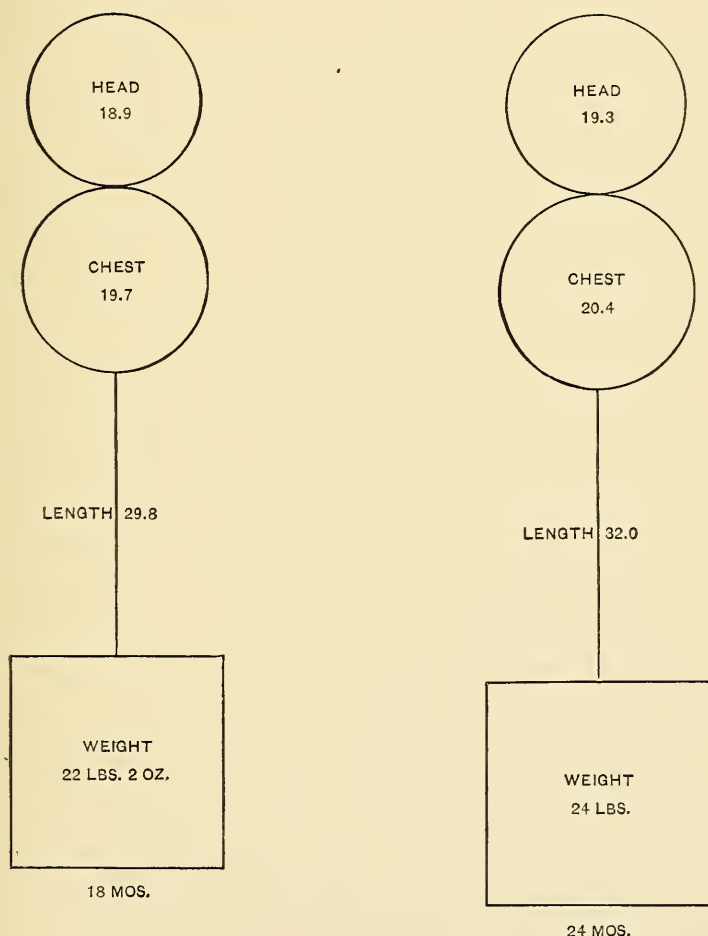 HEAD
18.9
CHEST
19.7
LENGTH 29.8
WEIGHT
22 LBS. 2 OZ.
18 MOS.
HEAD
19.3
CHEST
20.4
LENGTH 32.0
WEIGHT
24 LBS.
24 MOS.